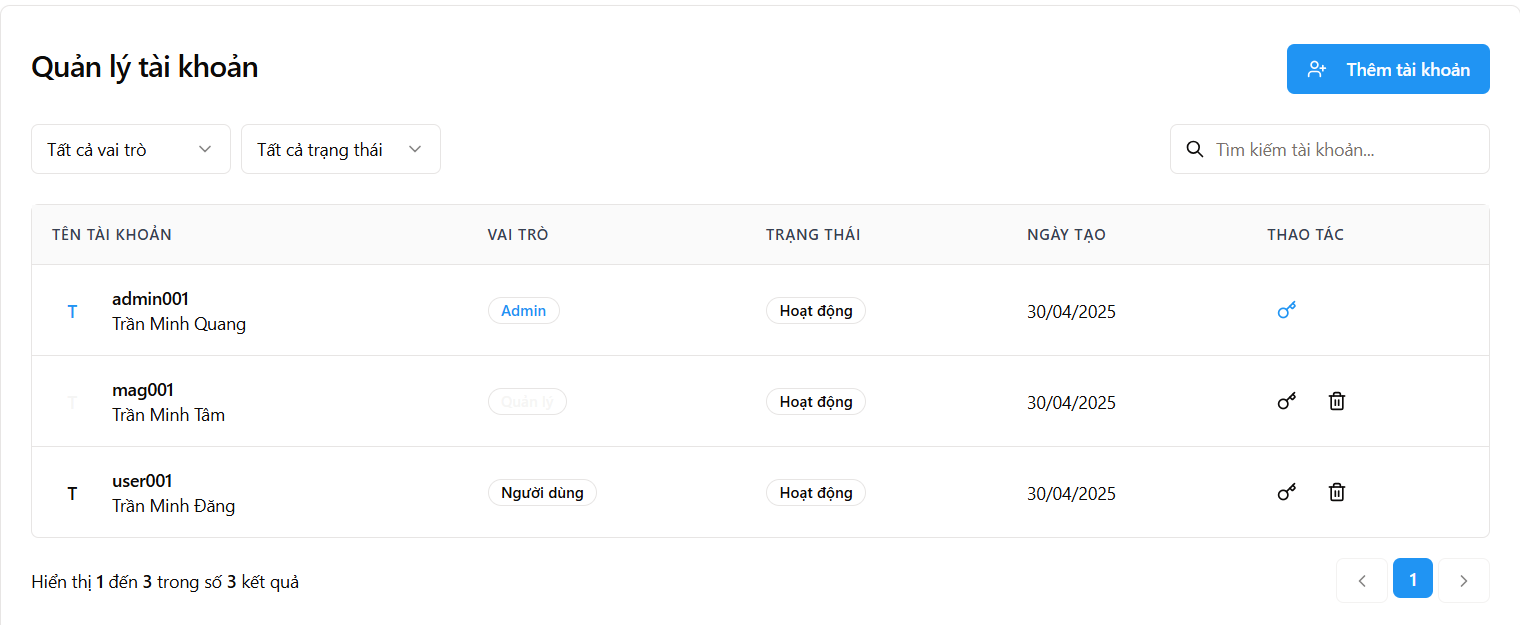 Quản lý tài khoản
Thêm tài khoản
Tất cả vai trò
Tất cả trạng thái
Tìm kiếm tài khoản...
TÊN TÀI KHOẢN VAI TRÒ TRẠNG THÁI NGÀY TẠO THAO TÁC
T
admin001
Trần Minh Quang
Admin
Hoạt động
30/04/2025
T
mag001
Trần Minh Tâm
Quản lý
Hoạt động
30/04/2025
T
user001
Trần Minh Đăng
Người dùng
Hoạt động
30/04/2025
Hiển thị 1 đến 3 trong số 3 kết quả
1